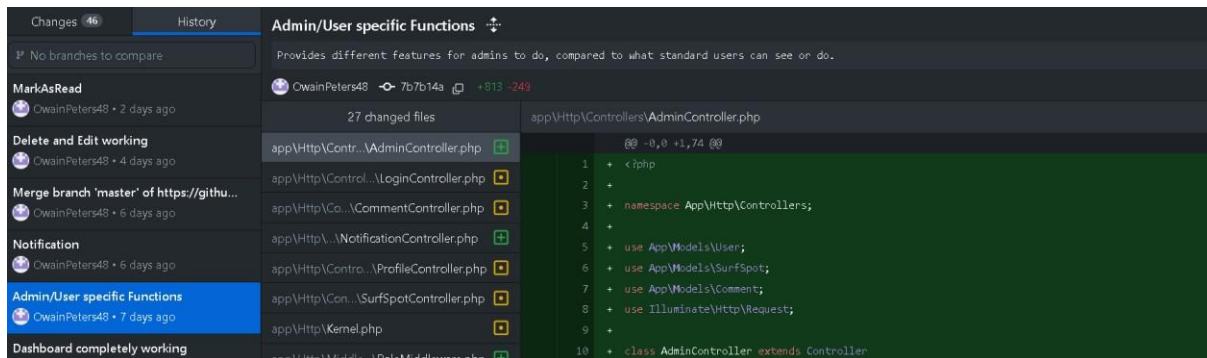 Changes 46 History
No branches to compare
MarkAsRead
OwainPeters48 • 2 days ago
Delete and Edit working
OwainPeters48 • 4 days ago
Merge branch 'master' of https://githu...
OwainPeters48 • 6 days ago
Notification
OwainPeters48 • 6 days ago
Admin/User specific Functions
OwainPeters48 • 7 days ago
Dashboard completely working
Admin/User specific Functions
Provides different features for admins to do, compared to what standard users can see or do.
OwainPeters48 7b7b14a +813 -249
27 changed files
app\Http\Contr...\AdminController.php
app\Http\Control...\LoginController.php
app\Http\Co...\CommentController.php
app\Http\...\NotificationController.php
app\Http\Contro...\ProfileController.php
app\Http\Con...\SurfSpotController.php
app\Http\Kernel.php
app\Http\Middle...\RoleMiddleware.php
app\Http\Controllers\AdminController.php
@@ -0,0 +1,74 @@
1 + <?php
2 +
3 + namespace App\Http\Controllers;
4 +
5 + use App\Models\User;
6 + use App\Models\SurfSpot;
7 + use App\Models\Comment;
8 + use Illuminate\Http\Request;
9 +
10 + class AdminController extends Controller